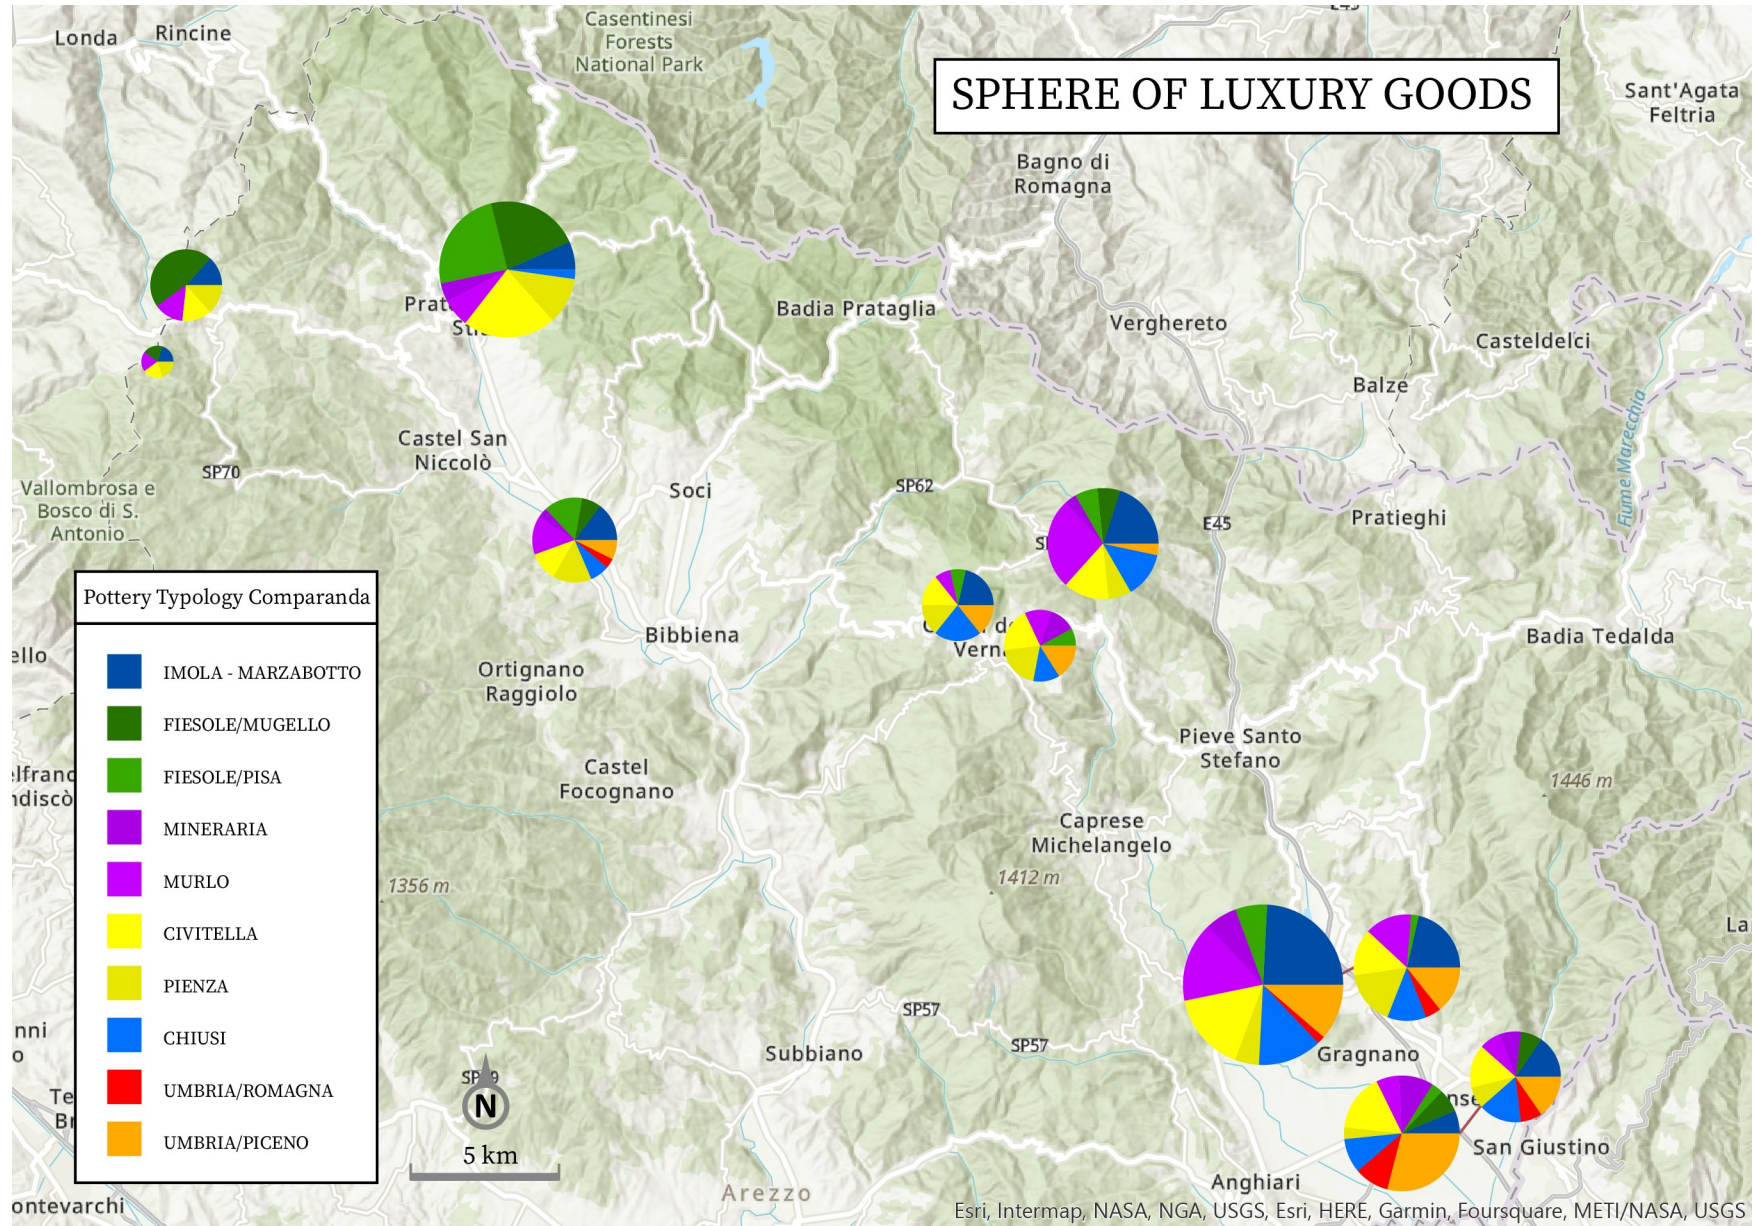 Londa
Rincine
Casentinesi
Forests
National Park
E45
SPHERE OF LUXURY GOODS
Sant'Agata
Feltria
Bagno di
Romagna
Badia Prataglia
Verghereto
Casteldelci
Balze
Fiume Marecchia
Castel San
Niccolò
SP70
Soci
SP62
E45
Pratieghi
Vallombrosa e
Bosco di S.
Antonio
Pottery Typology Comparanda
IMOLA - MARZABOTTO
FIESOLE/MUGELLO
FIESOLE/PISA
MINERARIA
MURLO
CIVITELLA
PIENZA
CHIUSI
UMBRIA/ROMAGNA
UMBRIA/PICENO
Bibbiena
Ortignano
Raggiolo
Badia Tedalda
Pieve Santo
Stefano
Castel
Focognano
1446 m
Caprese
Michelangelo
1412 m
1356 m
SP57
SP57
Subbiano
Gragnano
N
5 km
San Giustino
Anghiari
Arezzo
ontevarchi
Esri, Intermap, NASA, NGA, USGS, Esri, HERE, Garmin, Foursquare, METI/NASA, USGS